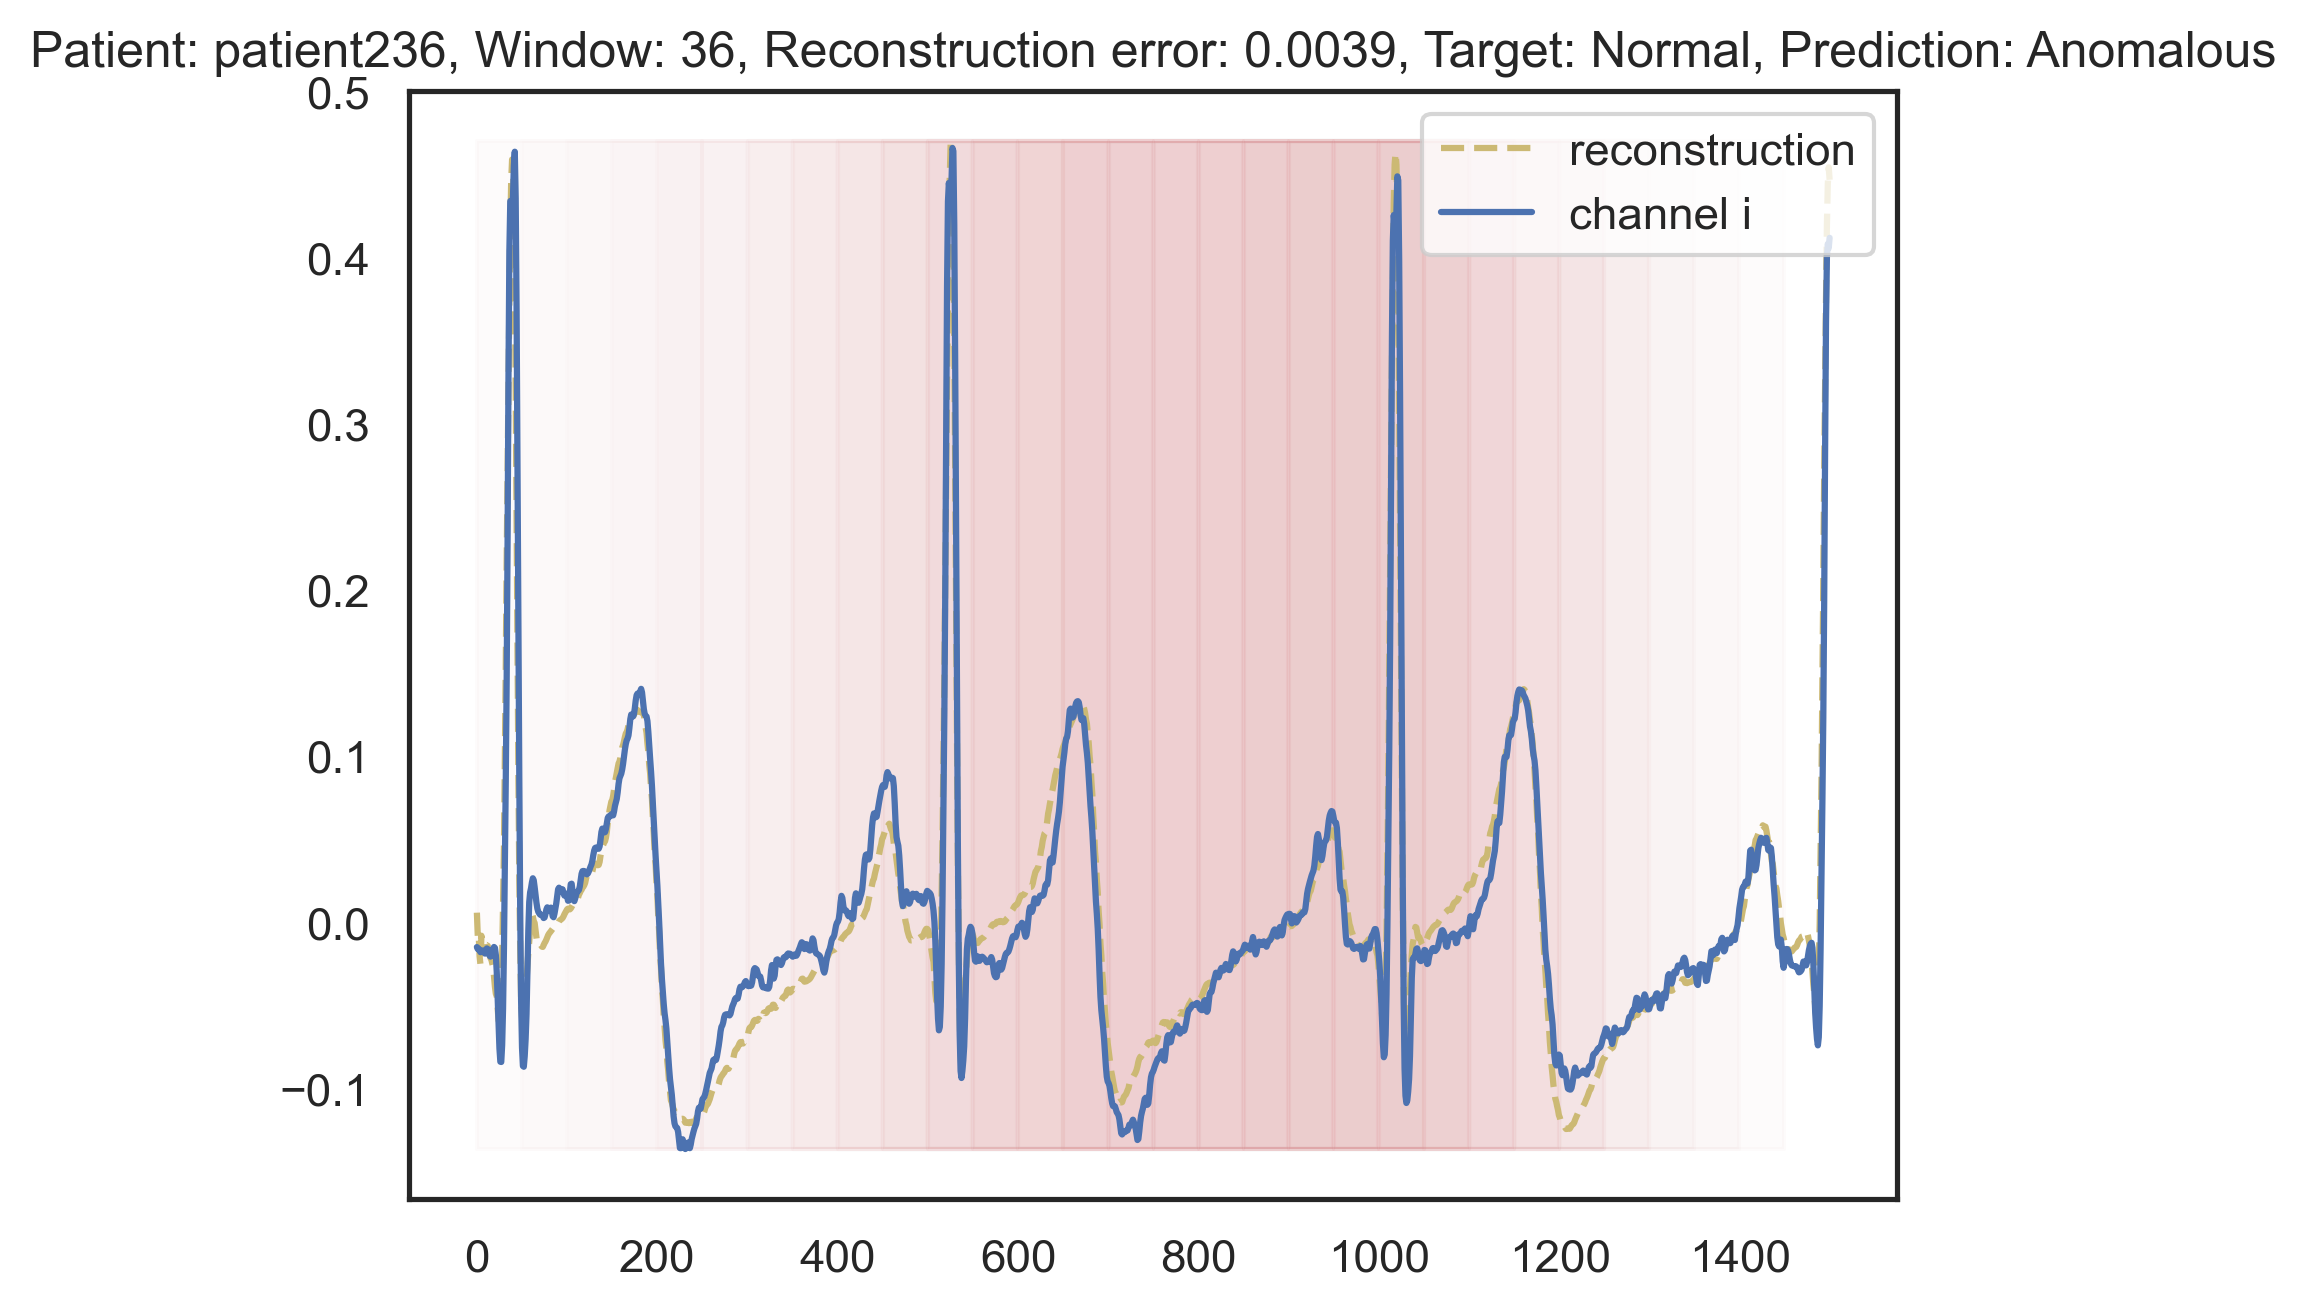 Patient: patient236, Window: 36, Reconstruction error: 0.0039, Target: Normal, Prediction: Anomalous
0.5
0.4
0.3
0.2
0.1
0.0
−0.1
reconstruction
channel i
0 200 400 600 800 1000 1200 1400